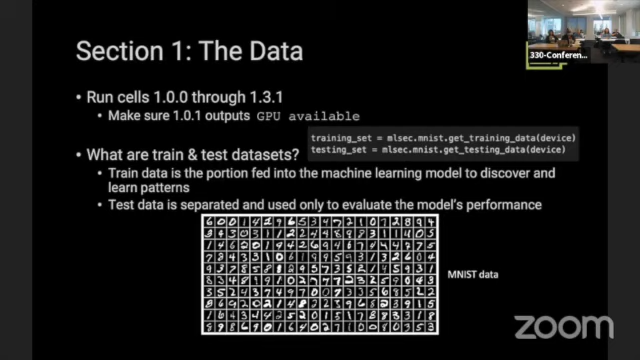 Section 1: The Data
330-Conferen...
Run cells 1.0.0 through 1.3.1
Make sure 1.0.1 outputs GPU available
training_set = mlsec.mnist.get_training_data(device)
testing_set = mlsec.mnist.get_testing_data(device)
What are train & test datasets?
Train data is the portion fed into the machine learning model to discover and
learn patterns
Test data is separated and used only to evaluate the model's performance
MNIST data
zoom